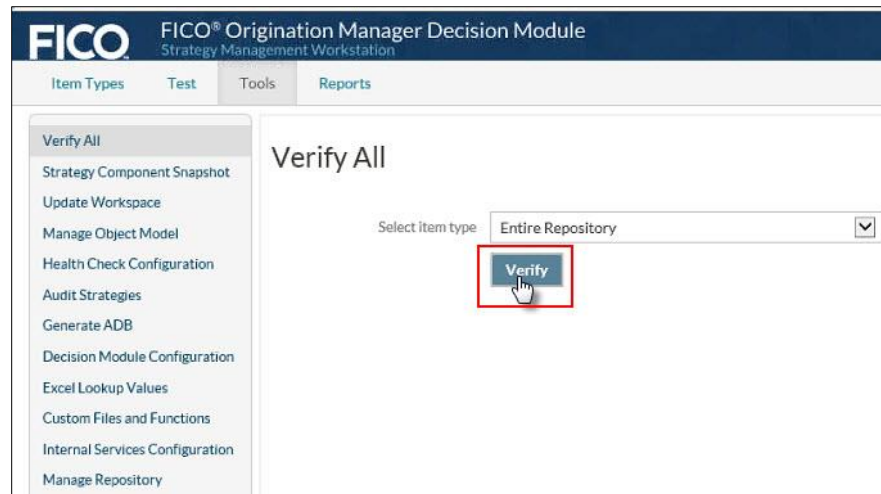 FICO
FICO® Origination Manager Decision Module
Strategy Management Workstation
Item Types Test Tools Reports
Verify All
Strategy Component Snapshot
Update Workspace
Manage Object Model
Health Check Configuration
Audit Strategies
Generate ADB
Decision Module Configuration
Excel Lookup Values
Custom Files and Functions
Internal Services Configuration
Manage Repository
Verify All
Select item type Entire Repository
Verify